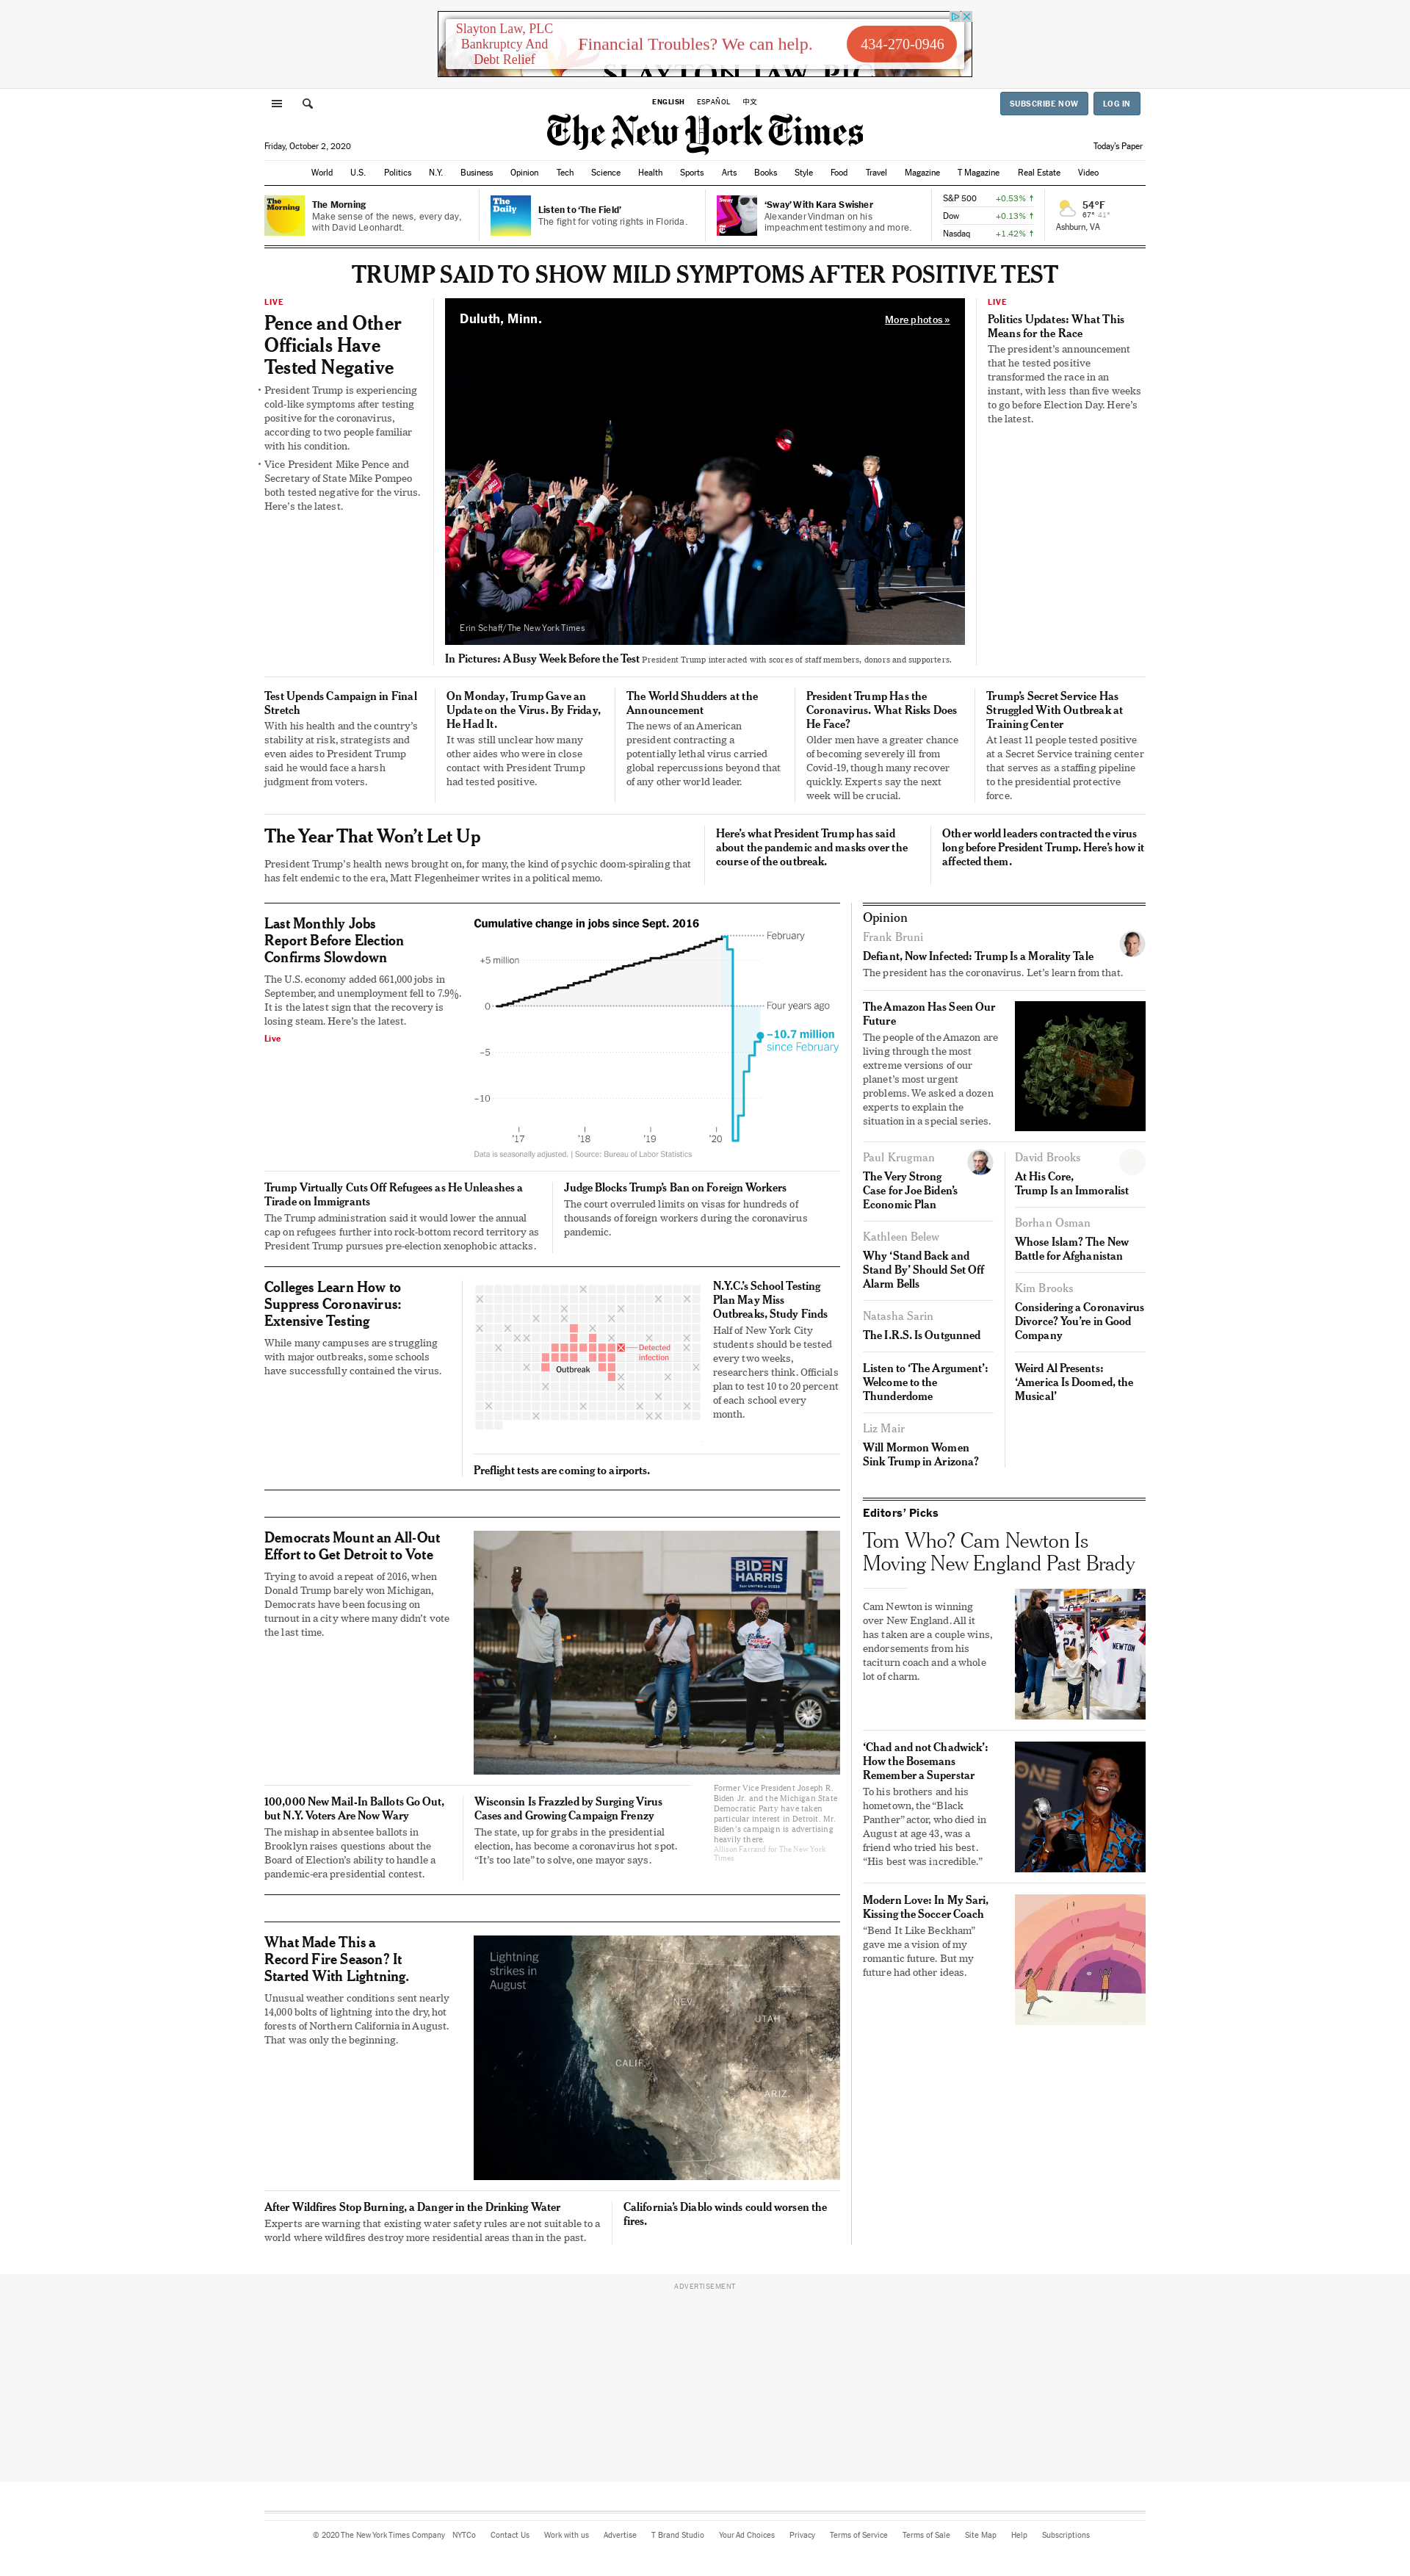 Slayton Law, PLC
Bankruptcy And
Debt Relief
Financial Troubles? We can help.
434-270-0946
SLAYTON LAW, PLC
ENGLISH ESPAÑOL 中文
SUBSCRIBE NOW LOG IN
The New York Times
Friday, October 2, 2020
Today's Paper
World U.S. Politics N.Y. Business Opinion Tech Science Health Sports Arts Books Style Food Travel Magazine T Magazine Real Estate Video
The Morning
The Morning
Make sense of the news, every day,
with David Leonhardt.
The Daily
Listen to ‘The Field’
The fight for voting rights in Florida.
Sway
‘Sway’ With Kara Swisher
Alexander Vindman on his
impeachment testimony and more.
S&P 500 +0.53% ↑
Dow +0.13% ↑
Nasdaq +1.42% ↑
54°F
67° 41°
Ashburn, VA
TRUMP SAID TO SHOW MILD SYMPTOMS AFTER POSITIVE TEST
LIVE
Pence and Other
Officials Have
Tested Negative
• President Trump is experiencing
cold-like symptoms after testing
positive for the coronavirus,
according to two people familiar
with his condition.
• Vice President Mike Pence and
Secretary of State Mike Pompeo
both tested negative for the virus.
Here's the latest.
Duluth, Minn.
More photos »
Erin Schaff/The New York Times
In Pictures: A Busy Week Before the Test President Trump interacted with scores of staff members, donors and supporters.
LIVE
Politics Updates: What This
Means for the Race
The president’s announcement
that he tested positive
transformed the race in an
instant, with less than five weeks
to go before Election Day. Here’s
the latest.
Test Upends Campaign in Final
Stretch
With his health and the country’s
stability at risk, strategists and
even aides to President Trump
said he would face a harsh
judgment from voters.
On Monday, Trump Gave an
Update on the Virus. By Friday,
He Had It.
It was still unclear how many
other aides who were in close
contact with President Trump
had tested positive.
The World Shudders at the
Announcement
The news of an American
president contracting a
potentially lethal virus carried
global repercussions beyond that
of any other world leader.
President Trump Has the
Coronavirus. What Risks Does
He Face?
Older men have a greater chance
of becoming severely ill from
Covid-19, though many recover
quickly. Experts say the next
week will be crucial.
Trump’s Secret Service Has
Struggled With Outbreak at
Training Center
At least 11 people tested positive
at a Secret Service training center
that serves as a staffing pipeline
to the presidential protective
force.
The Year That Won’t Let Up
President Trump’s health news brought on, for many, the kind of psychic doom-spiraling that
has felt endemic to the era, Matt Flegenheimer writes in a political memo.
Here’s what President Trump has said
about the pandemic and masks over the
course of the outbreak.
Other world leaders contracted the virus
long before President Trump. Here’s how it
affected them.
Last Monthly Jobs
Report Before Election
Confirms Slowdown
The U.S. economy added 661,000 jobs in
September, and unemployment fell to 7.9%.
It is the latest sign that the recovery is
losing steam. Here’s the latest.
Live
Cumulative change in jobs since Sept. 2016
February
+5 million
0
Four years ago
–10.7 million
since February
–5
–10
’17 ’18 ’19 ’20
Data is seasonally adjusted. | Source: Bureau of Labor Statistics
Trump Virtually Cuts Off Refugees as He Unleashes a
Tirade on Immigrants
The Trump administration said it would lower the annual
cap on refugees further into rock-bottom record territory as
President Trump pursues pre-election xenophobic attacks.
Judge Blocks Trump’s Ban on Foreign Workers
The court overruled limits on visas for hundreds of
thousands of foreign workers during the coronavirus
pandemic.
Colleges Learn How to
Suppress Coronavirus:
Extensive Testing
While many campuses are struggling
with major outbreaks, some schools
have successfully contained the virus.
Detected
infection
Outbreak
N.Y.C.’s School Testing
Plan May Miss
Outbreaks, Study Finds
Half of New York City
students should be tested
every two weeks,
researchers think. Officials
plan to test 10 to 20 percent
of each school every
month.
Preflight tests are coming to airports.
Democrats Mount an All-Out
Effort to Get Detroit to Vote
Trying to avoid a repeat of 2016, when
Donald Trump barely won Michigan,
Democrats have been focusing on
turnout in a city where many didn’t vote
the last time.
BIDEN
HARRIS
Former Vice President Joseph R.
Biden Jr. and the Michigan State
Democratic Party have taken
particular interest in Detroit. Mr.
Biden’s campaign is advertising
heavily there.
Allison Farrand for The New York
Times
100,000 New Mail-In Ballots Go Out,
but N.Y. Voters Are Now Wary
The mishap in absentee ballots in
Brooklyn raises questions about the
Board of Election’s ability to handle a
pandemic-era presidential contest.
Wisconsin Is Frazzled by Surging Virus
Cases and Growing Campaign Frenzy
The state, up for grabs in the presidential
election, has become a coronavirus hot spot.
“It’s too late” to solve, one mayor says.
What Made This a
Record Fire Season? It
Started With Lightning.
Unusual weather conditions sent nearly
14,000 bolts of lightning into the dry, hot
forests of Northern California in August.
That was only the beginning.
Lightning
strikes in
August
NEV.
UTAH
CALIF.
ARIZ.
After Wildfires Stop Burning, a Danger in the Drinking Water
Experts are warning that existing water safety rules are not suitable to a
world where wildfires destroy more residential areas than in the past.
California’s Diablo winds could worsen the
fires.
Opinion
Frank Bruni
Defiant, Now Infected: Trump Is a Morality Tale
The president has the coronavirus. Let’s learn from that.
The Amazon Has Seen Our
Future
The people of the Amazon are
living through the most
extreme versions of our
planet’s most urgent
problems. We asked a dozen
experts to explain the
situation in a special series.
Paul Krugman
The Very Strong
Case for Joe Biden’s
Economic Plan
Kathleen Belew
Why ‘Stand Back and
Stand By’ Should Set Off
Alarm Bells
Natasha Sarin
The I.R.S. Is Outgunned
Listen to ‘The Argument’:
Welcome to the
Thunderdome
Liz Mair
Will Mormon Women
Sink Trump in Arizona?
David Brooks
At His Core,
Trump Is an Immoralist
Borhan Osman
Whose Islam? The New
Battle for Afghanistan
Kim Brooks
Considering a Coronavirus
Divorce? You’re in Good
Company
Weird Al Presents:
‘America Is Doomed, the
Musical’
Editors’ Picks
Tom Who? Cam Newton Is
Moving New England Past Brady
Cam Newton is winning
over New England. All it
has taken are a couple wins,
endorsements from his
taciturn coach and a whole
lot of charm.
NEWTON
1
24
‘Chad and not Chadwick’:
How the Bosemans
Remember a Superstar
To his brothers and his
hometown, the “Black
Panther” actor, who died in
August at age 43, was a
friend who tried his best.
“His best was incredible.”
Modern Love: In My Sari,
Kissing the Soccer Coach
“Bend It Like Beckham”
gave me a vision of my
romantic future. But my
future had other ideas.
ADVERTISEMENT
© 2020 The New York Times Company NYTCo Contact Us Work with us Advertise T Brand Studio Your Ad Choices Privacy Terms of Service Terms of Sale Site Map Help Subscriptions